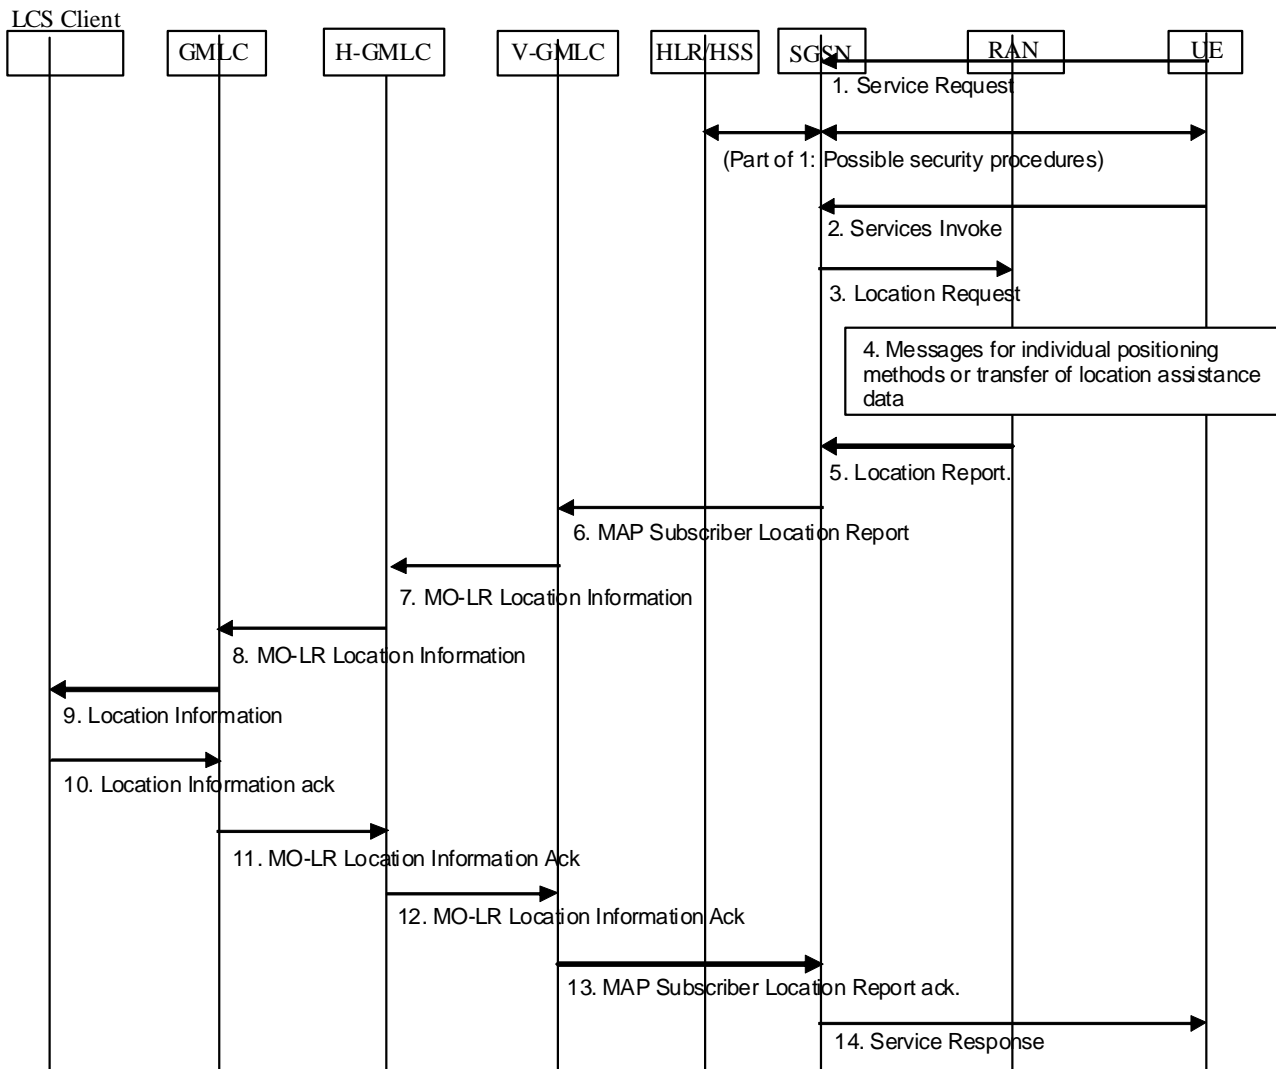 LCS Client
GMLC
H-GMLC
V-GMLC
HLR/HSS
SGSN
RAN
UE
1. Service Request
(Part of 1: Possible security procedures)
2. Services Invoke
3. Location Request
4. Messages for individual positioning
methods or transfer of location assistance
data
5. Location Report.
6. MAP Subscriber Location Report
7. MO-LR Location Information
8. MO-LR Location Information
9. Location Information
10. Location Information ack
11. MO-LR Location Information Ack
12. MO-LR Location Information Ack
13. MAP Subscriber Location Report ack.
14. Service Response